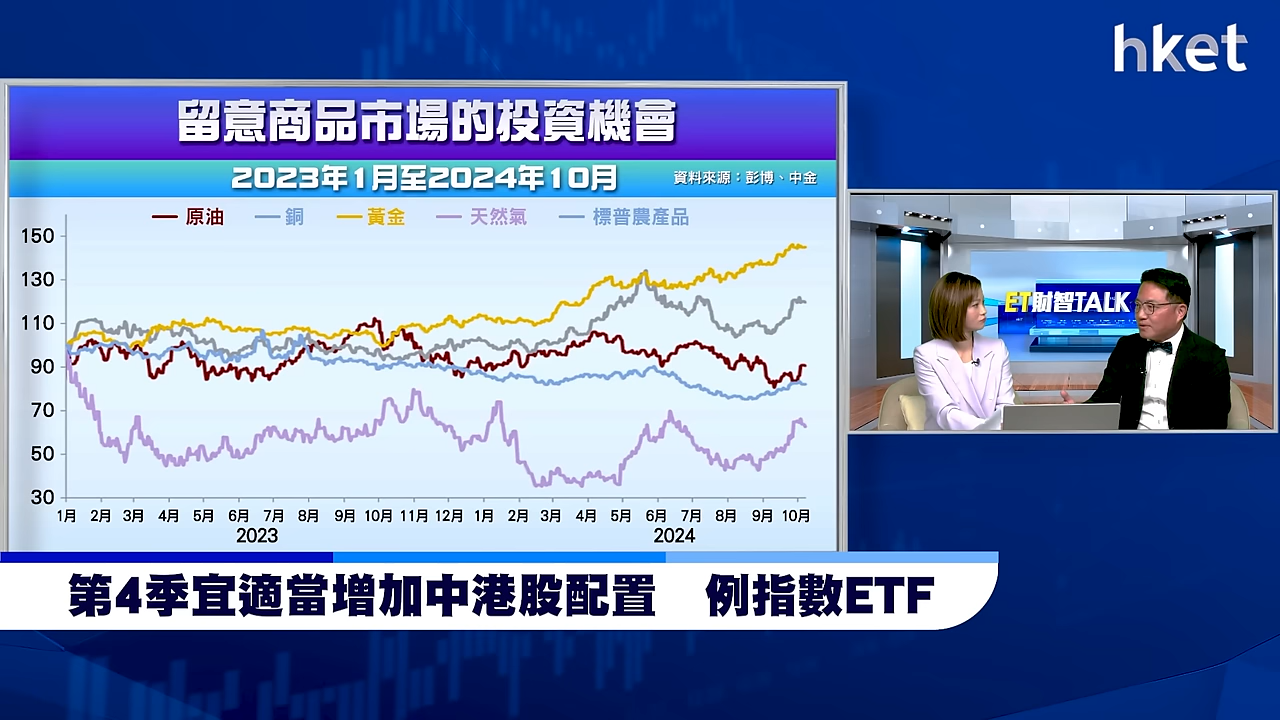 hket
留意商品市場的投資機會
2023年1月至2024年10月 資料來源：彭博、中金
原油 銅 黃金 天然氣 標普農產品
150
130
110
90
70
50
30
1月 2月 3月 4月 5月 6月 7月 8月 9月 10月 11月 12月 1月 2月 3月 4月 5月 6月 7月 8月 9月 10月
2023 2024
ET財智TALK
第4季宜適當增加中港股配置 例指數ETF